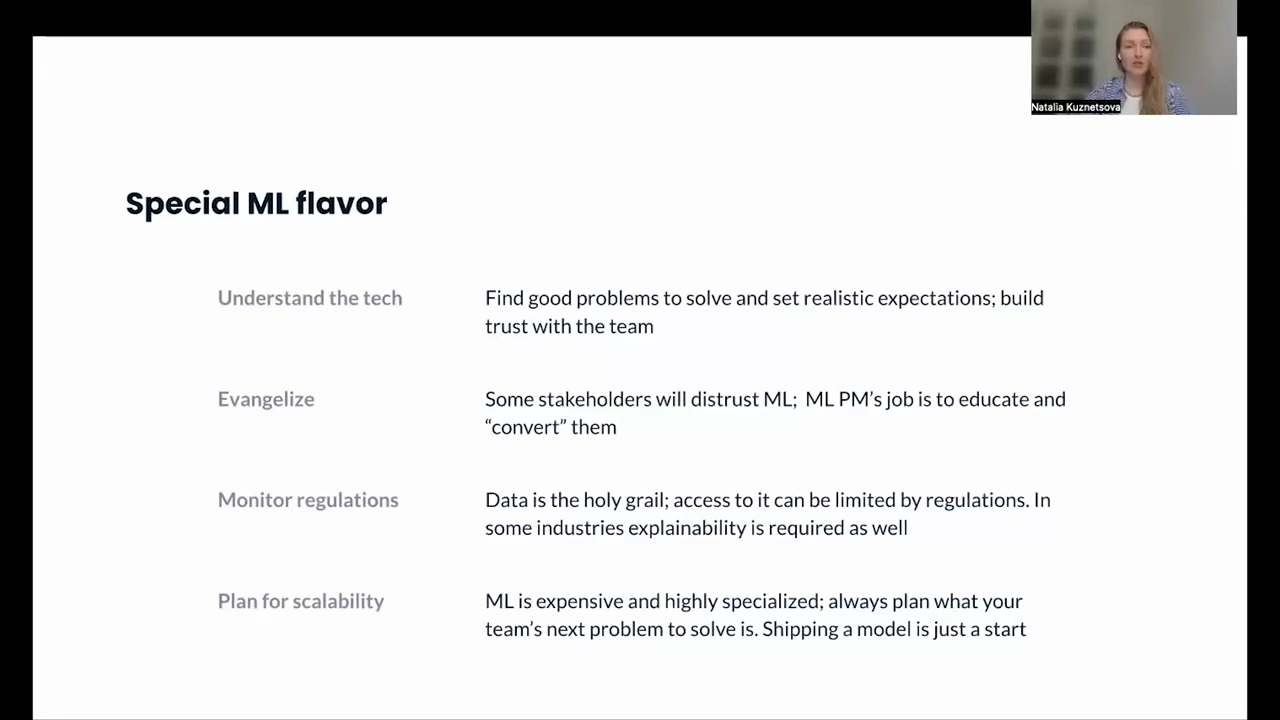 Natalia Kuznetsova
Special ML flavor
Understand the tech
Find good problems to solve and set realistic expectations; build
trust with the team
Evangelize
Some stakeholders will distrust ML;  ML PM’s job is to educate and
“convert” them
Monitor regulations
Data is the holy grail; access to it can be limited by regulations. In
some industries explainability is required as well
Plan for scalability
ML is expensive and highly specialized; always plan what your
team’s next problem to solve is. Shipping a model is just a start